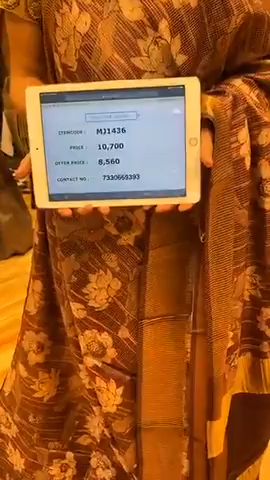 ITEMCODE : MJ1436
PRICE : 10,700
OFFER PRICE : 8,560
CONTACT NO : 7330669393